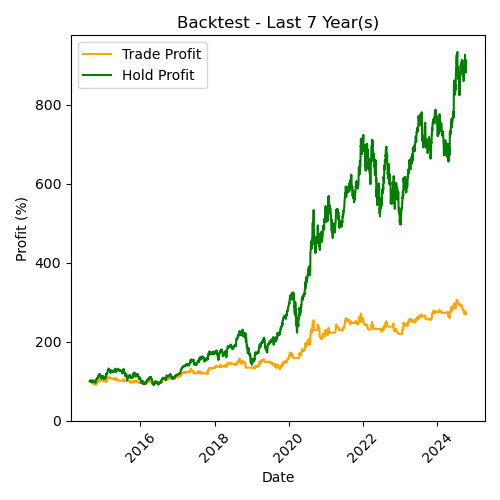 Backtest - Last 7 Year(s)
Trade Profit
Hold Profit
Profit (%)
800
600
400
200
0
2016
2018
2020
2022
2024
Date